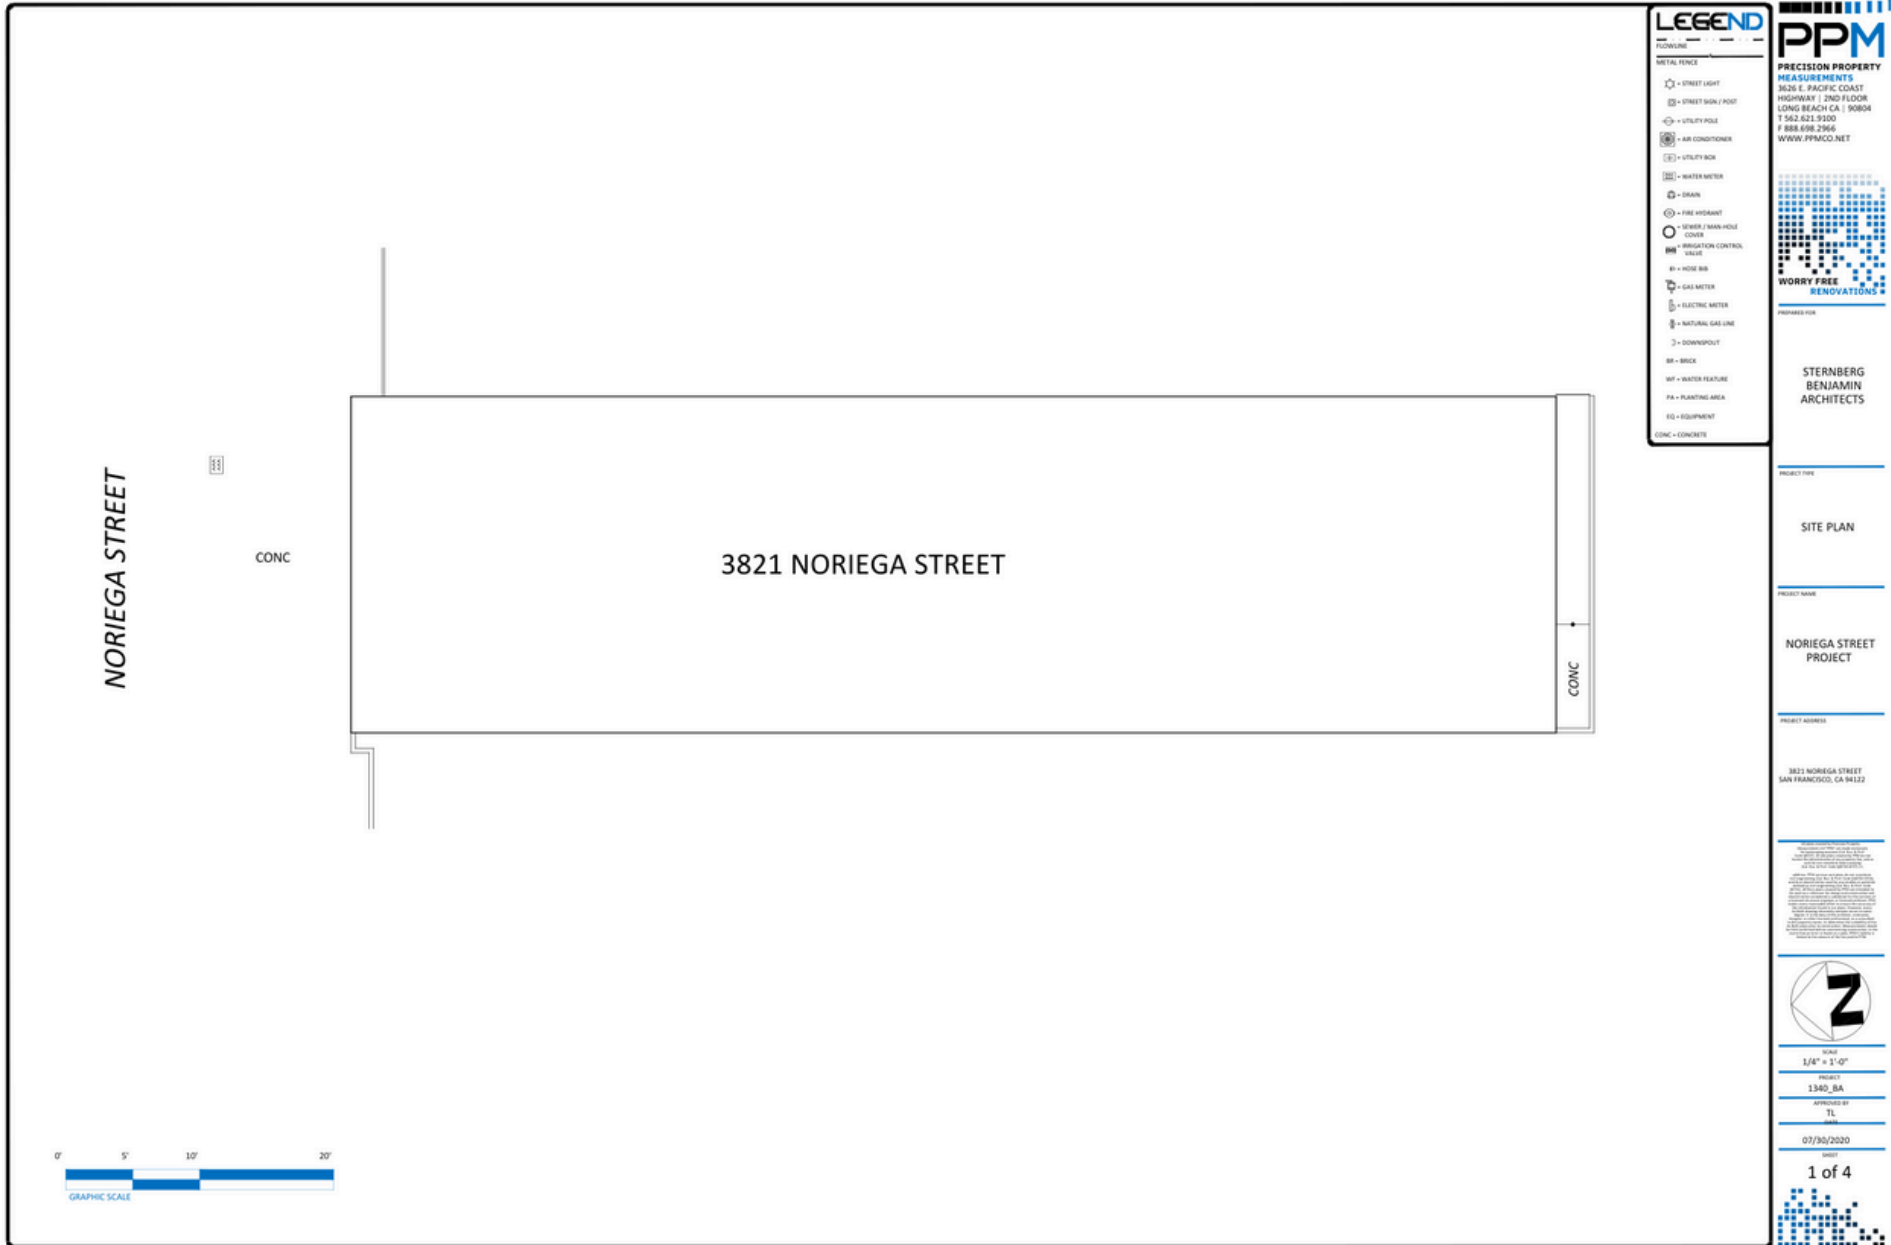 LEGEND
FLOWLINE
METAL FENCE
= STREET LIGHT
= STREET SIGN / POST
= UTILITY POLE
= AIR CONDITIONER
= UTILITY BOX
= WATER METER
= DRAIN
= FIRE HYDRANT
= SEWER / MAN-HOLE
COVER
= IRRIGATION CONTROL
VALVE
= HOSE BIB
= GAS METER
= ELECTRIC METER
= NATURAL GAS LINE
= DOWNSPOUT
BR = BRICK
WF = WATER FEATURE
PA = PLANTING AREA
EQ = EQUIPMENT
CONC = CONCRETE
NORIEGA STREET
CONC
3821 NORIEGA STREET
CONC
0' 5' 10' 20'
GRAPHIC SCALE
PPM
PRECISION PROPERTY
MEASUREMENTS
3626 E. PACIFIC COAST
HIGHWAY | 2ND FLOOR
LONG BEACH CA | 90804
T 562.621.9100
F 888.698.2966
WWW.PPMCO.NET
WORRY FREE
RENOVATIONS
PREPARED FOR
STERNBERG
BENJAMIN
ARCHITECTS
PROJECT TYPE
SITE PLAN
PROJECT NAME
NORIEGA STREET
PROJECT
PROJECT ADDRESS
3821 NORIEGA STREET
SAN FRANCISCO, CA 94122
N
SCALE
1/4" = 1'-0"
PROJECT
1340_BA
APPROVED BY
TL
DATE
07/30/2020
SHEET
1 of 4